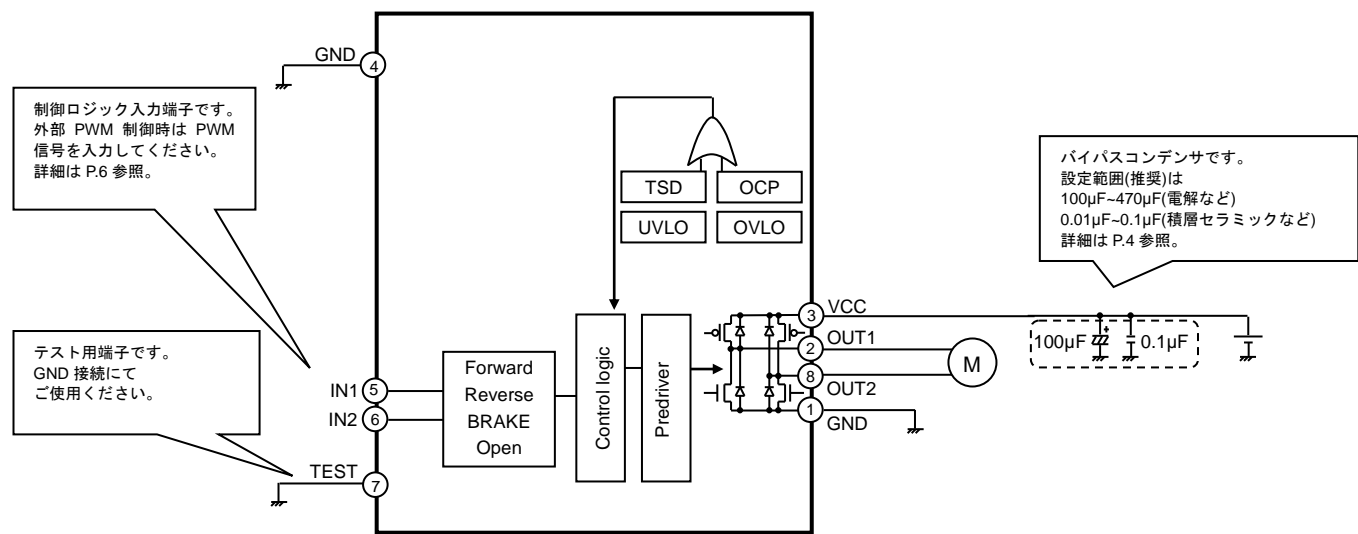 GND
4
制御ロジック入力端子です。
外部 PWM 制御時は PWM
信号を入力してください。
詳細は P.6 参照。
TSD
OCP
UVLO
OVLO
バイパスコンデンサです。
設定範囲(推奨)は
100μF~470μF(電解など)
0.01μF~0.1μF(積層セラミックなど)
詳細は P.4 参照。
テスト用端子です。
GND 接続にて
ご使用ください。
IN1
5
IN2
6
TEST
7
Forward
Reverse
BRAKE
Open
Control logic
Predriver
3
VCC
2
OUT1
8
OUT2
1
GND
M
100μF
+
0.1μF